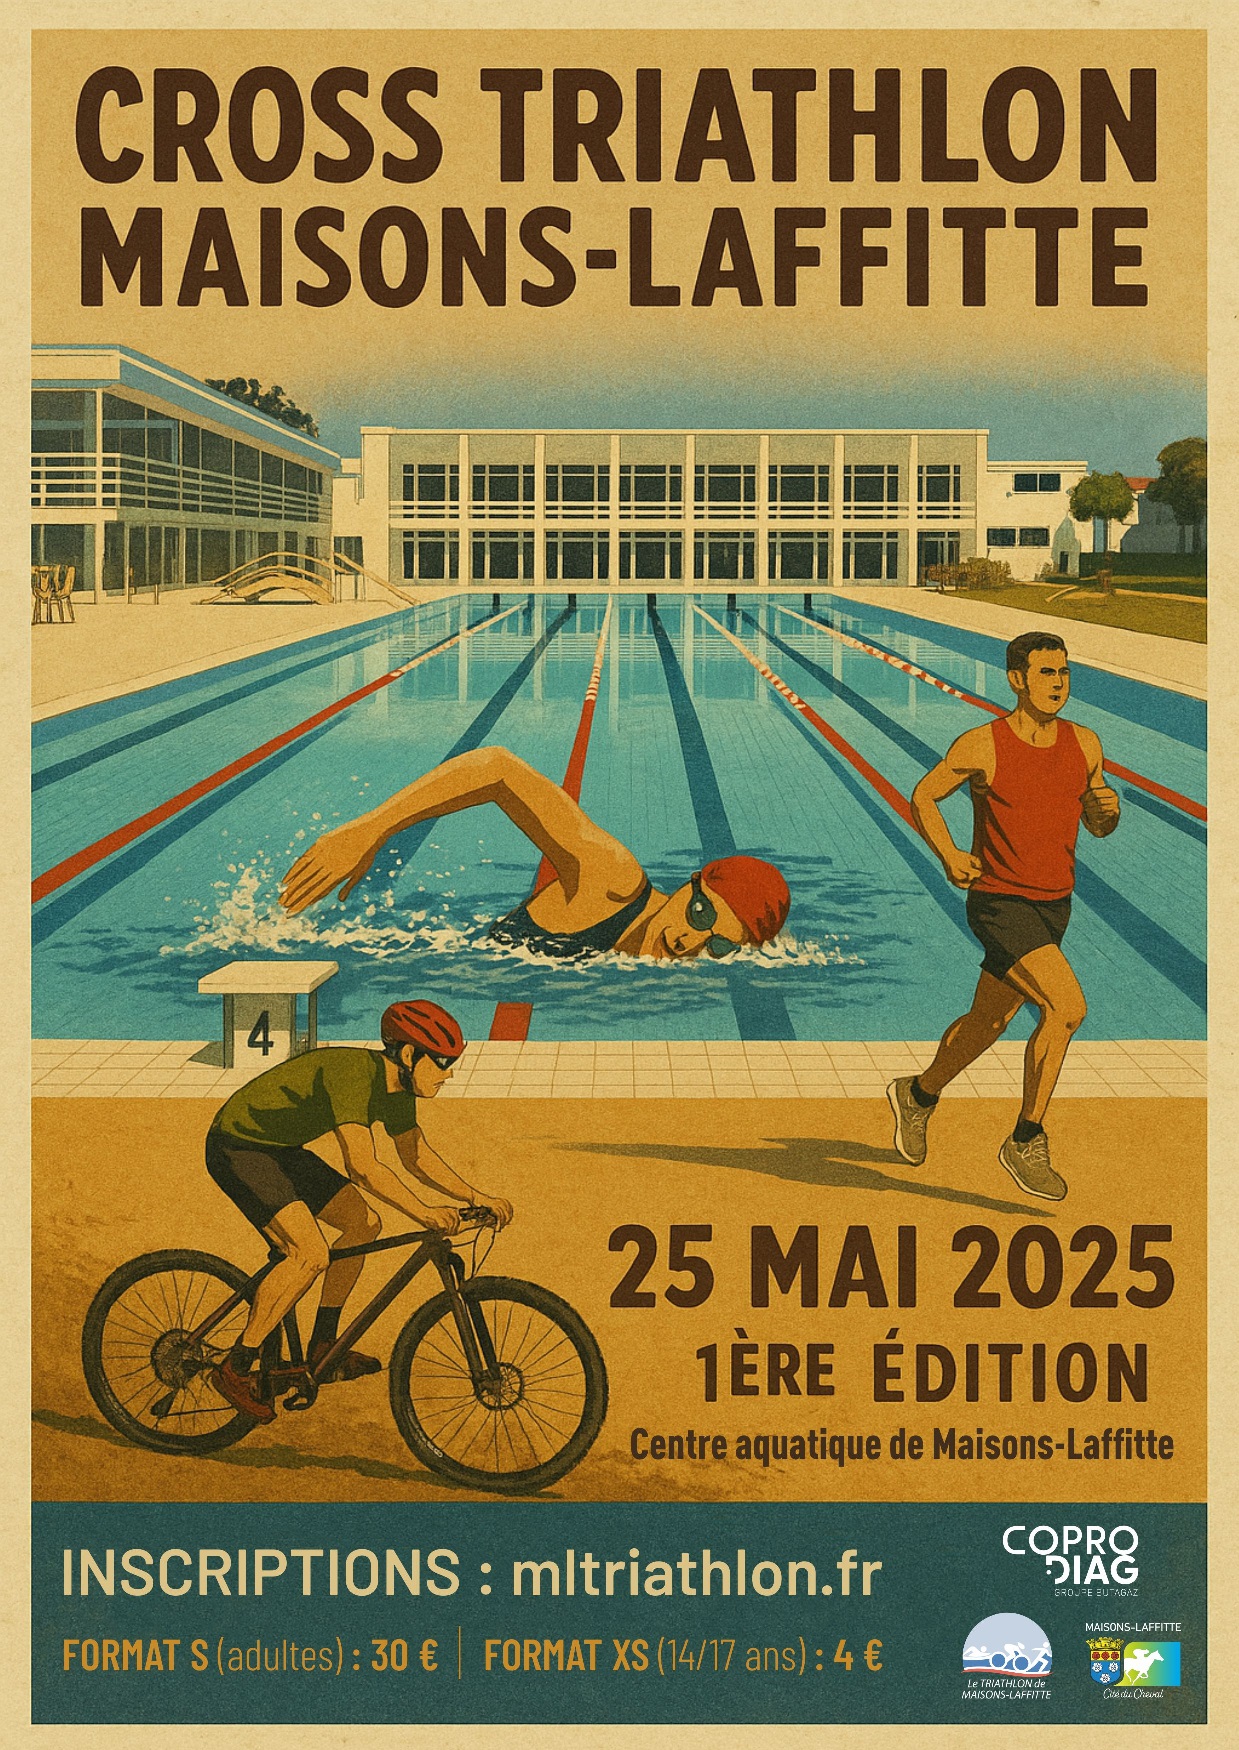 CROSS TRIATHLON
MAISONS-LAFFITTE
4
25 MAI 2025
1ÈRE ÉDITION
Centre aquatique de Maisons-Laffitte
INSCRIPTIONS : mltriathlon.fr
FORMAT S (adultes) : 30 € | FORMAT XS (14/17 ans) : 4 €
COPRO
DIAG
GROUPE BUTAGAZ
Le TRIATHLON de
MAISONS-LAFFITTE
MAISONS-LAFFITTE
Cité du Cheval